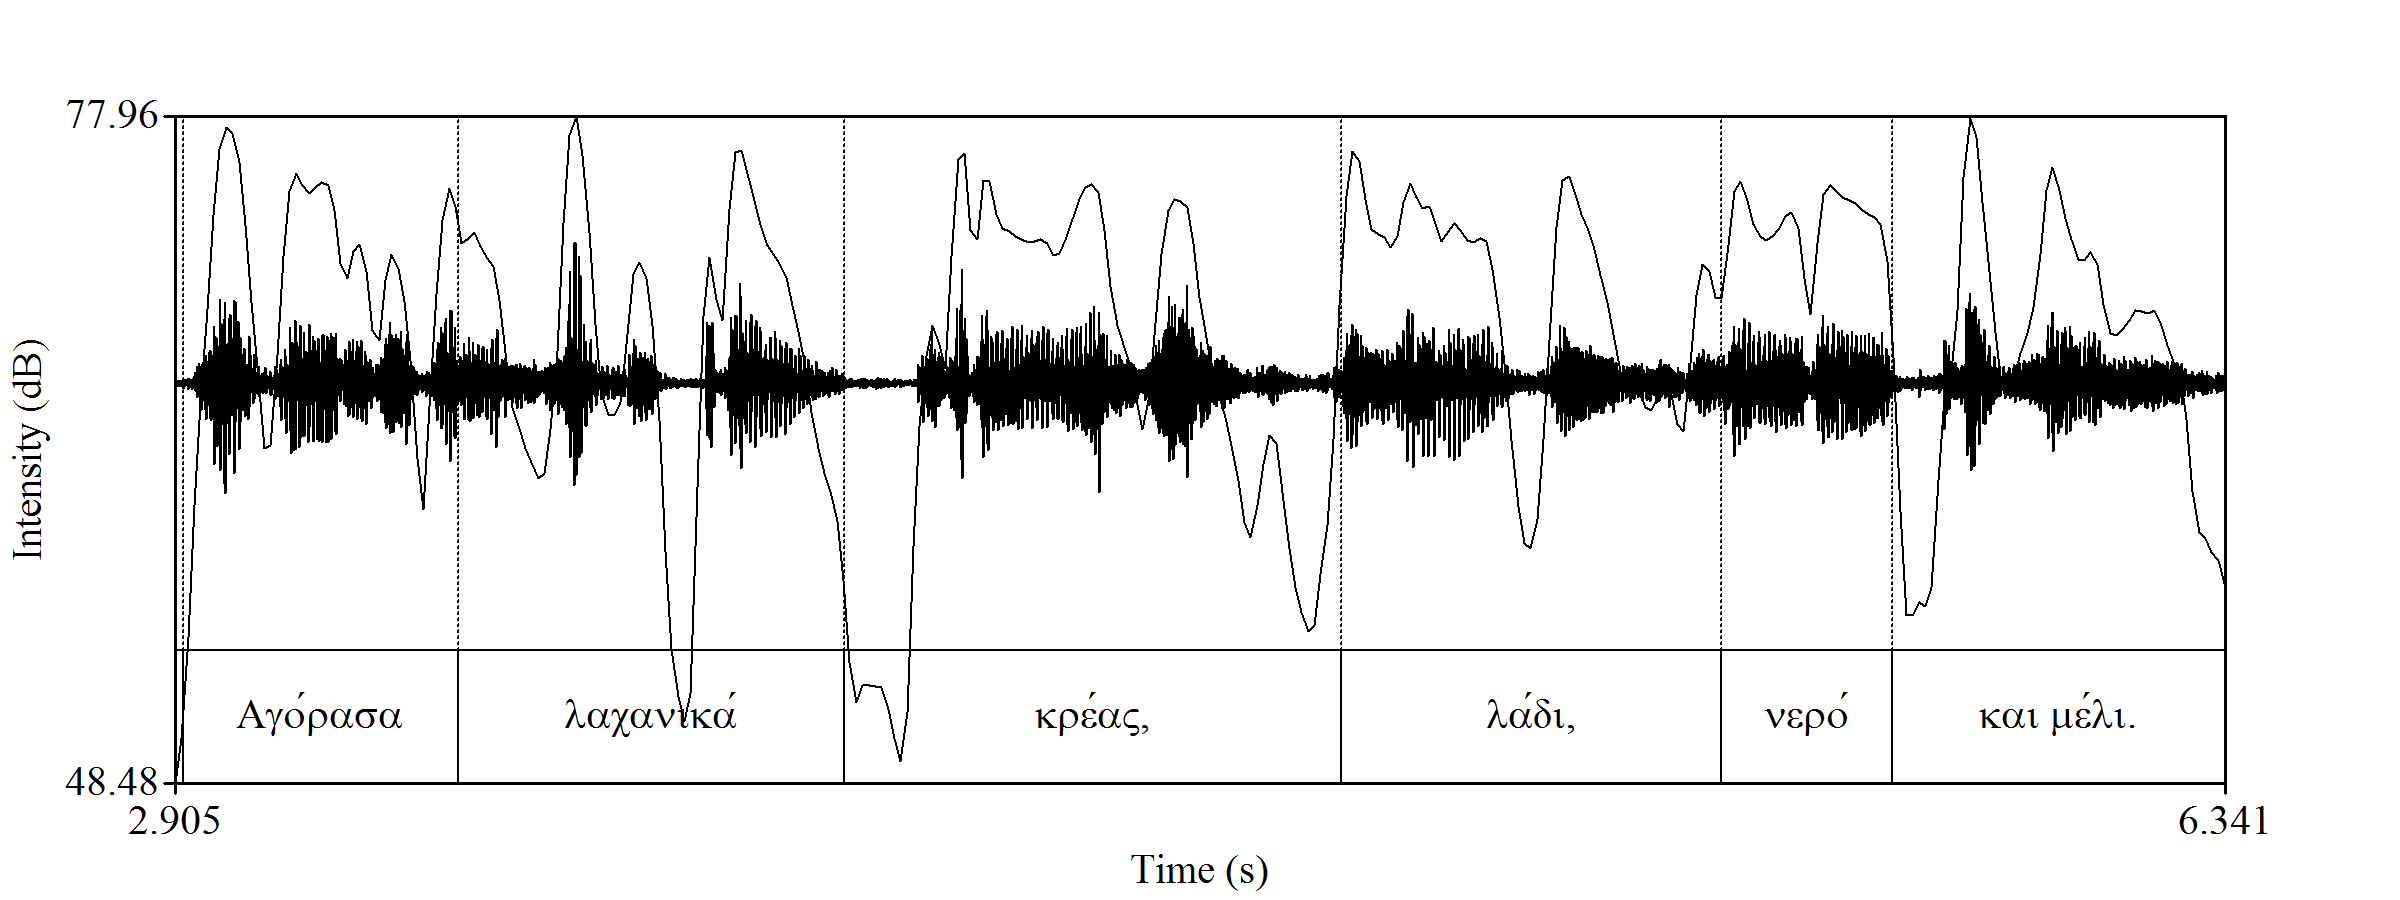 77.96
Intensity (dB)
Αγόρασα λαχανικά κρέας, λάδι, νερό και μέλι.
48.48
2.905 6.341
Time (s)